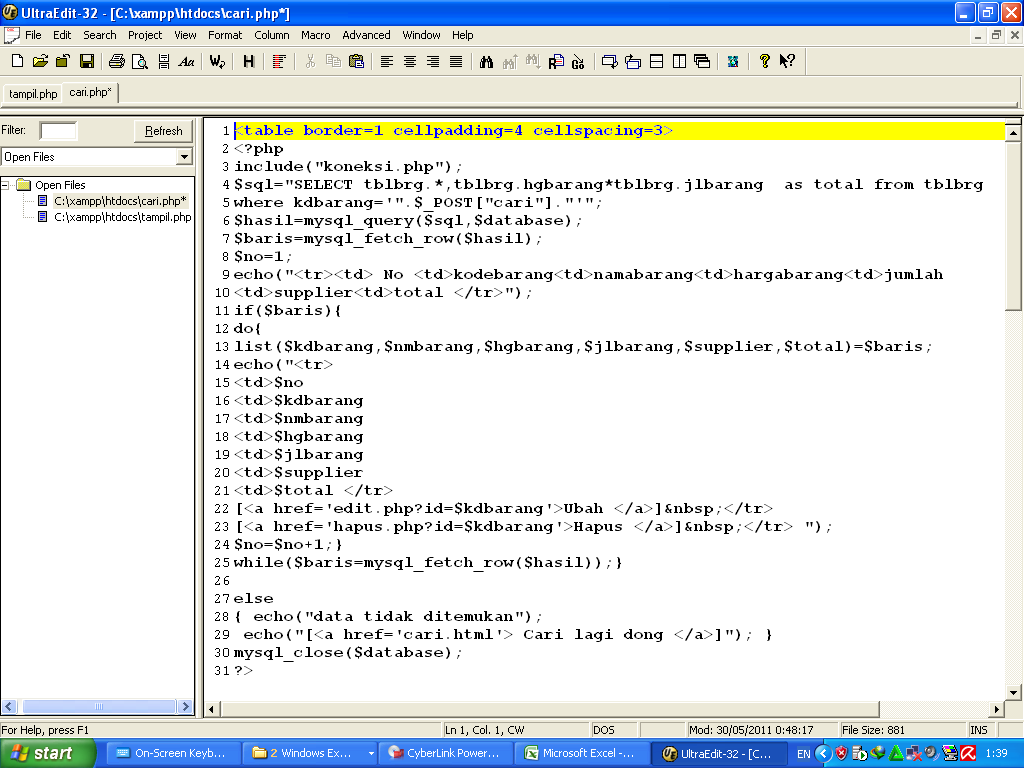 UltraEdit-32 - [C:\xampp\htdocs\cari.php*]
File Edit Search Project View Format Column Macro Advanced Window Help
tampil.php cari.php*
Filter: Refresh
Open Files
Open Files
C:\xampp\htdocs\cari.php*
C:\xampp\htdocs\tampil.php
1 <table border=1 cellpadding=4 cellspacing=3>
2 <?php
3 include("koneksi.php");
4 $sql="SELECT tblbrg.*,tblbrg.hgbarang*tblbrg.jlbarang  as total from tblbrg
5 where kdbarang='".$_POST["cari"]."'";
6 $hasil=mysql_query($sql,$database);
7 $baris=mysql_fetch_row($hasil);
8 $no=1;
9 echo("<tr><td> No <td>kodebarang<td>namabarang<td>hargabarang<td>jumlah
10 <td>supplier<td>total </tr>");
11 if($baris){
12 do{
13 list($kdbarang,$nmbarang,$hgbarang,$jlbarang,$supplier,$total)=$baris;
14 echo("<tr>
15 <td>$no
16 <td>$kdbarang
17 <td>$nmbarang
18 <td>$hgbarang
19 <td>$jlbarang
20 <td>$supplier
21 <td>$total </tr>
22 [<a href='edit.php?id=$kdbarang'>Ubah </a>]&nbsp;</tr>
23 [<a href='hapus.php?id=$kdbarang'>Hapus </a>]&nbsp;</tr> ");
24 $no=$no+1;}
25 while($baris=mysql_fetch_row($hasil));}
26
27 else
28 { echo("data tidak ditemukan");
29  echo("[<a href='cari.html'> Cari lagi dong </a>]"); }
30 mysql_close($database);
31 ?>
For Help, press F1 Ln 1, Col. 1, CW DOS Mod: 30/05/2011 0:48:17 File Size: 881 INS
start On-Screen Keyb... 2 Windows Ex... CyberLink Power... Microsoft Excel -... UltraEdit-32 - [C... EN 1:39